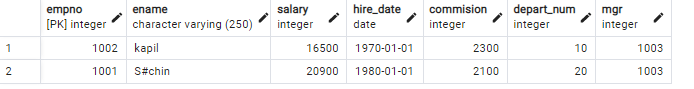 empno ename salary hire_date commision depart_num mgr
[PK] integer character varying (250) integer date integer integer integer
1 1002 kapil 16500 1970-01-01 2300 10 1003
2 1001 S#chin 20900 1980-01-01 2100 20 1003